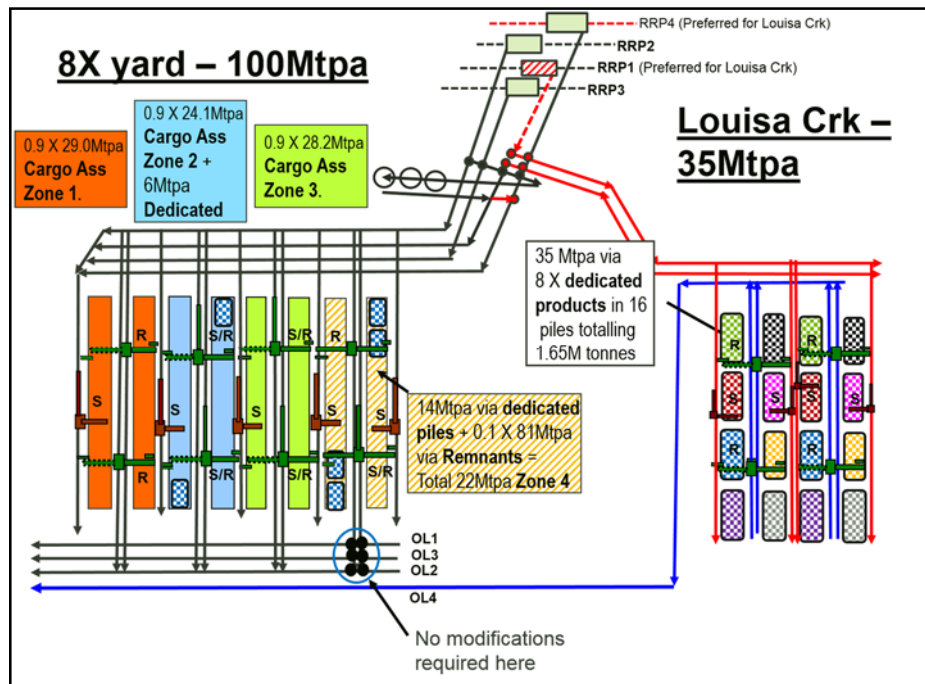 RRP4 (Preferred for Louisa Crk)
RRP2
RRP1 (Preferred for Louisa Crk)
RRP3
8X yard – 100Mtpa
Louisa Crk –
35Mtpa
0.9 X 29.0Mtpa
Cargo Ass
Zone 1.
0.9 X 24.1Mtpa
Cargo Ass
Zone 2 +
6Mtpa
Dedicated
0.9 X 28.2Mtpa
Cargo Ass
Zone 3.
35 Mtpa via
8 X dedicated
products in 16
piles totalling
1.65M tonnes
R
S/R
S/R
R
S
S
S
S
R
S/R
S/R
S/R
14Mtpa via dedicated
piles + 0.1 X 81Mtpa
via Remnants =
Total 22Mtpa Zone 4
R
R
S
S
S
R
R
OL1
OL3
OL2
OL4
No modifications
required here